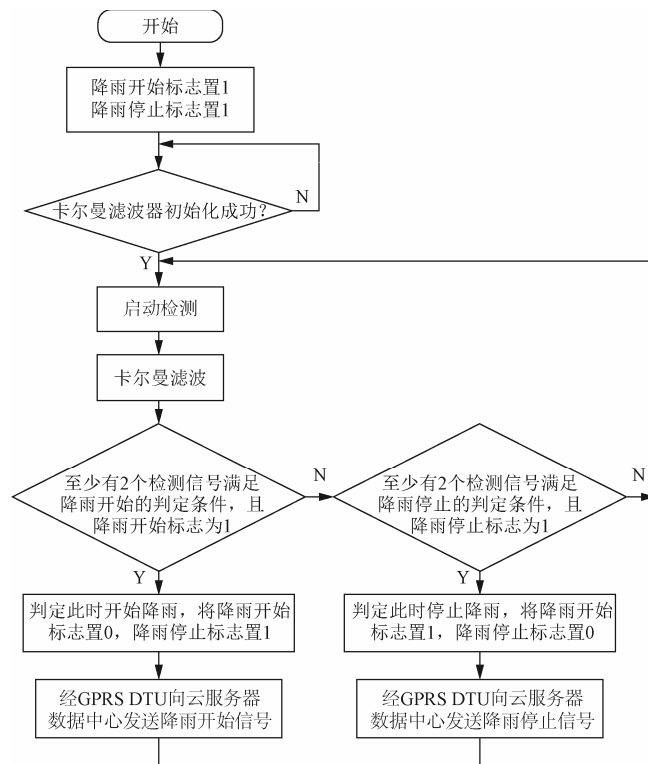 开始
降雨开始标志置1
降雨停止标志置1
N
卡尔曼滤波器初始化成功？
Y
启动检测
卡尔曼滤波
至少有2个检测信号满足
降雨开始的判定条件，且
降雨开始标志为1
N
至少有2个检测信号满足
降雨停止的判定条件，且
降雨停止标志为1
N
Y
Y
判定此时开始降雨，将降雨开始
标志置0，降雨停止标志置1
判定此时停止降雨，将降雨开始
标志置1，降雨停止标志置0
经GPRS DTU向云服务器
数据中心发送降雨开始信号
经GPRS DTU向云服务器
数据中心发送降雨停止信号